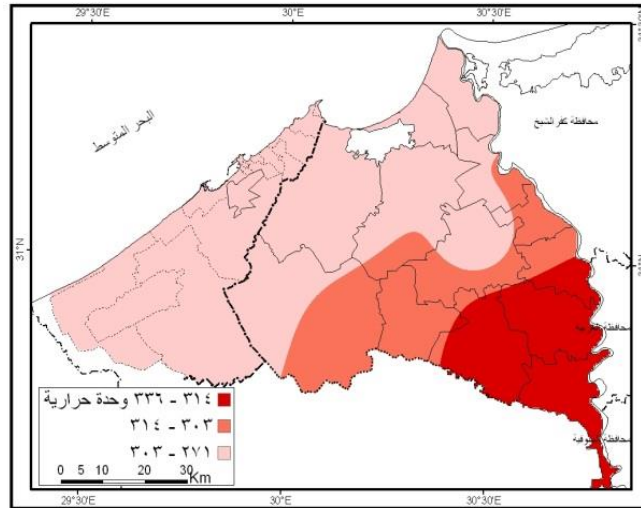 29°30'E 30°0'E 30°30'E
البحر المتوسط
محافظة كفر الشيخ
31°N
٣١٤ - ٣٣٦ وحدة حرارية
٣٠٣ - ٣١٤
٢٧١ - ٣٠٣
0 5 10 20 30 Km
29°30'E 30°E 30°30'E